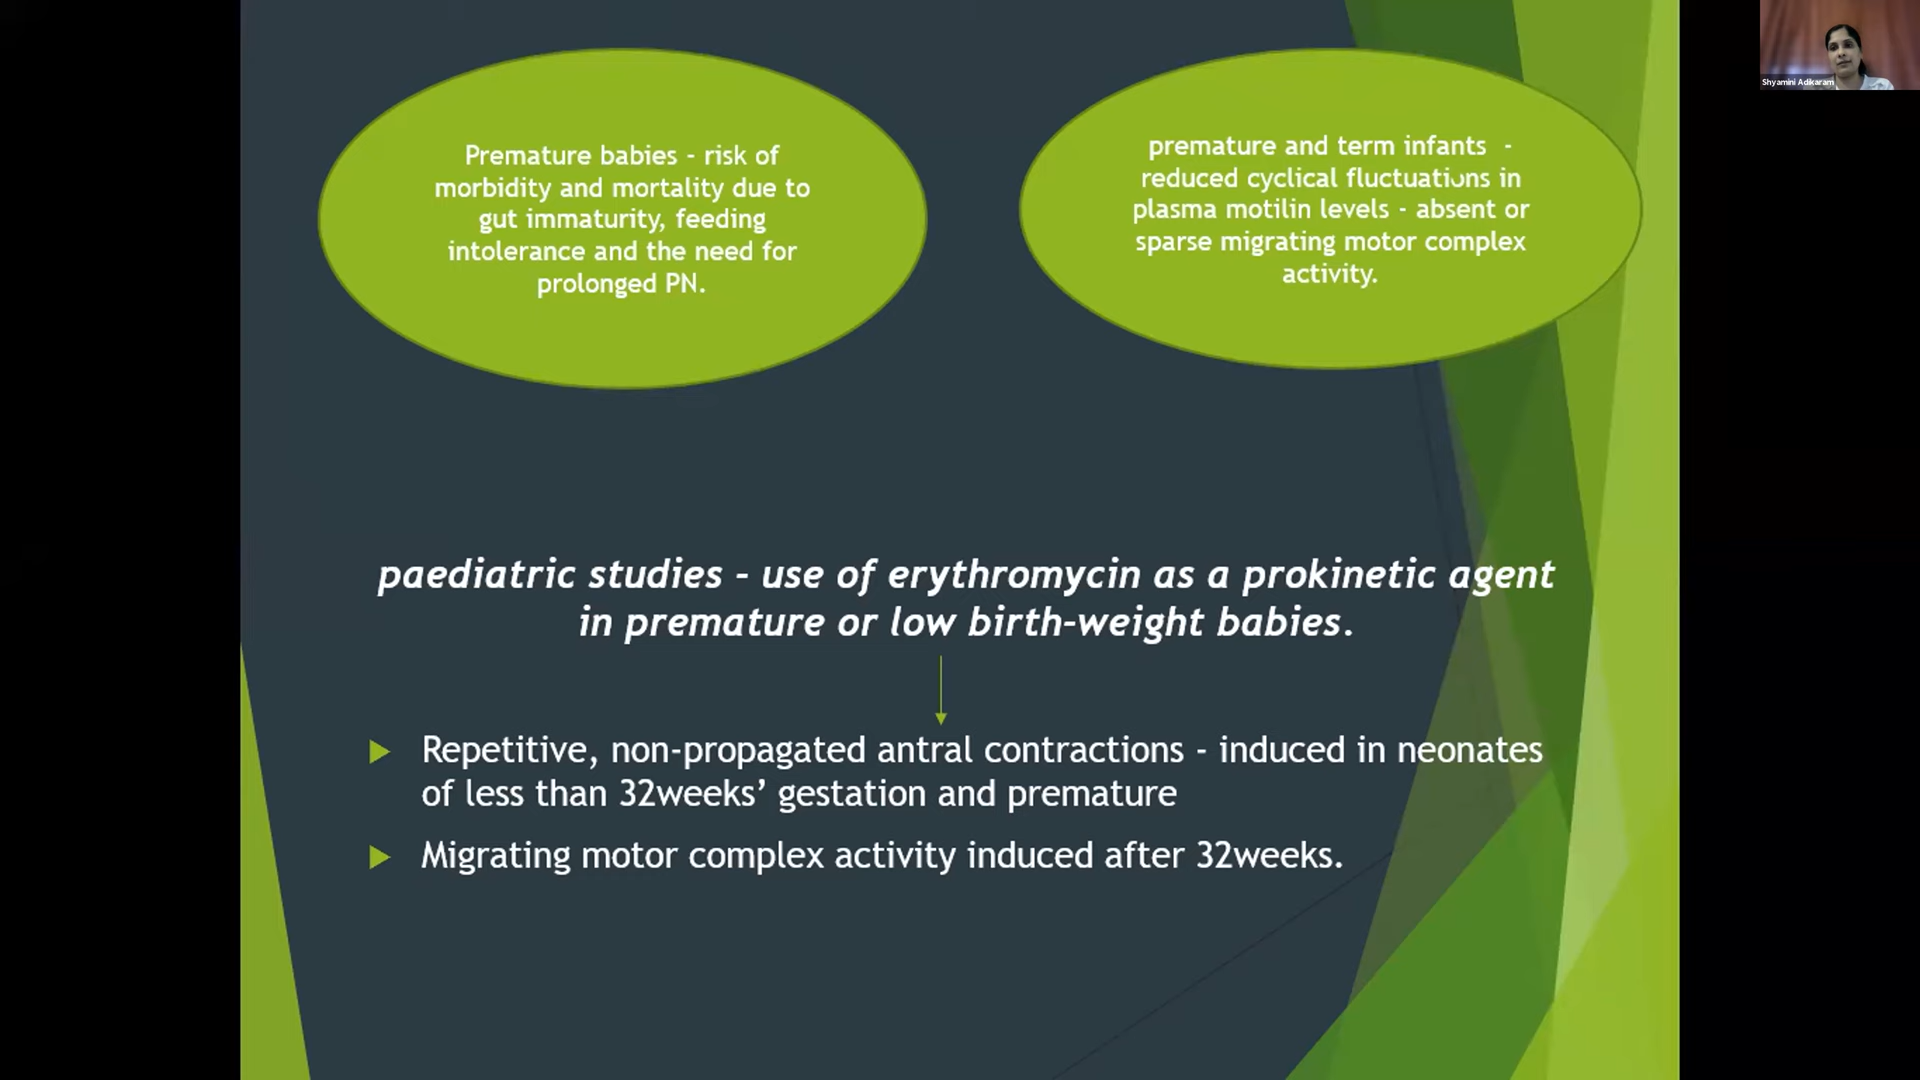 Premature babies - risk of
morbidity and mortality due to
gut immaturity, feeding
intolerance and the need for
prolonged PN.
premature and term infants -
reduced cyclical fluctuations in
plasma motilin levels - absent or
sparse migrating motor complex
activity.
Shyamini Adikaram
paediatric studies - use of erythromycin as a prokinetic agent
in premature or low birth-weight babies.
Repetitive, non-propagated antral contractions - induced in neonates
of less than 32weeks’ gestation and premature
Migrating motor complex activity induced after 32weeks.